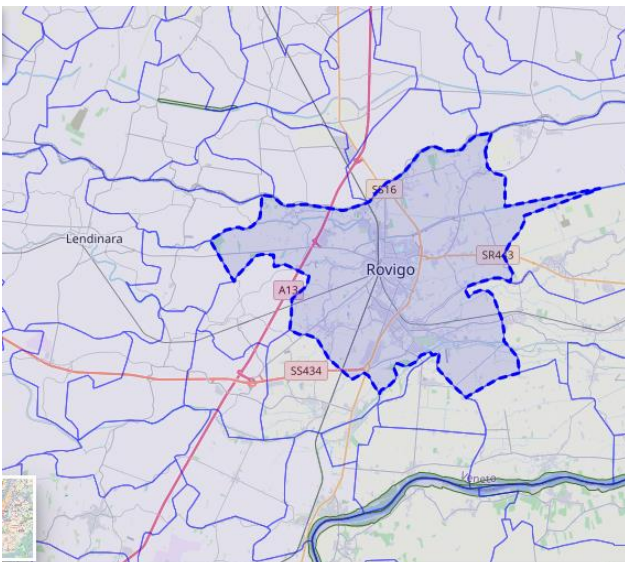 SS16
Lendinara
SR443
Rovigo
A13
SS434
Veneto